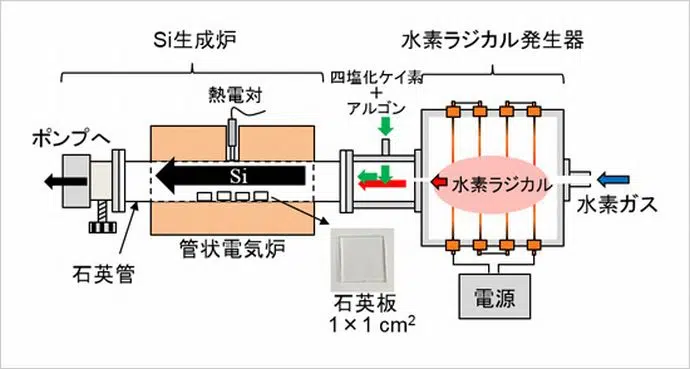 Si生成炉
水素ラジカル発生器
四塩化ケイ素
+
アルゴン
熱電対
ポンプへ
Si
水素ラジカル
水素ガス
管状電気炉
石英管
石英板
1×1 cm²
電源